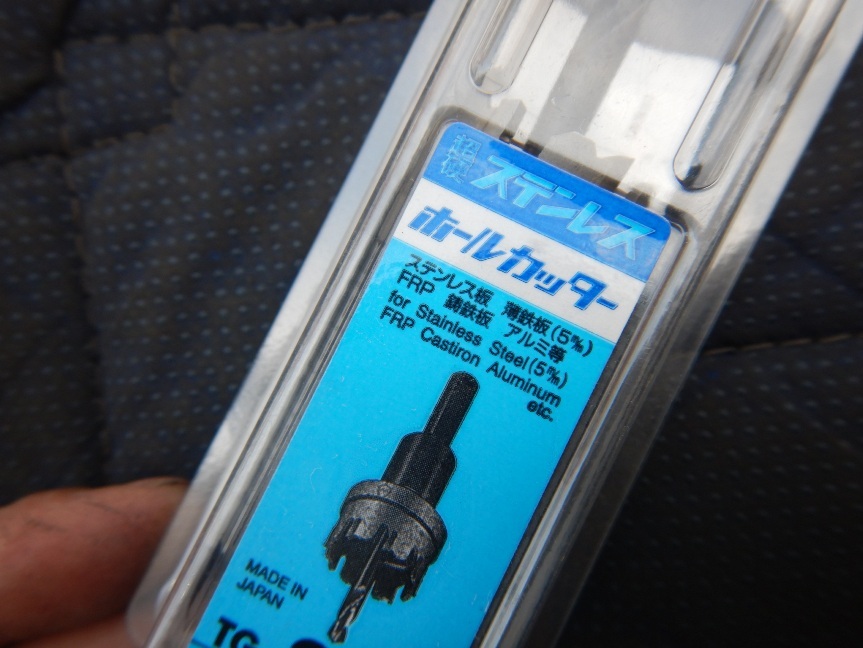 超硬 ステンレス
ホールカッター
ステンレス板 薄鉄板(5㎜)
FRP 鋳鉄板 アルミ等
for Stainless Steel(5㎜)
FRP Castiron Aluminum
etc.
MADE IN
JAPAN
TG